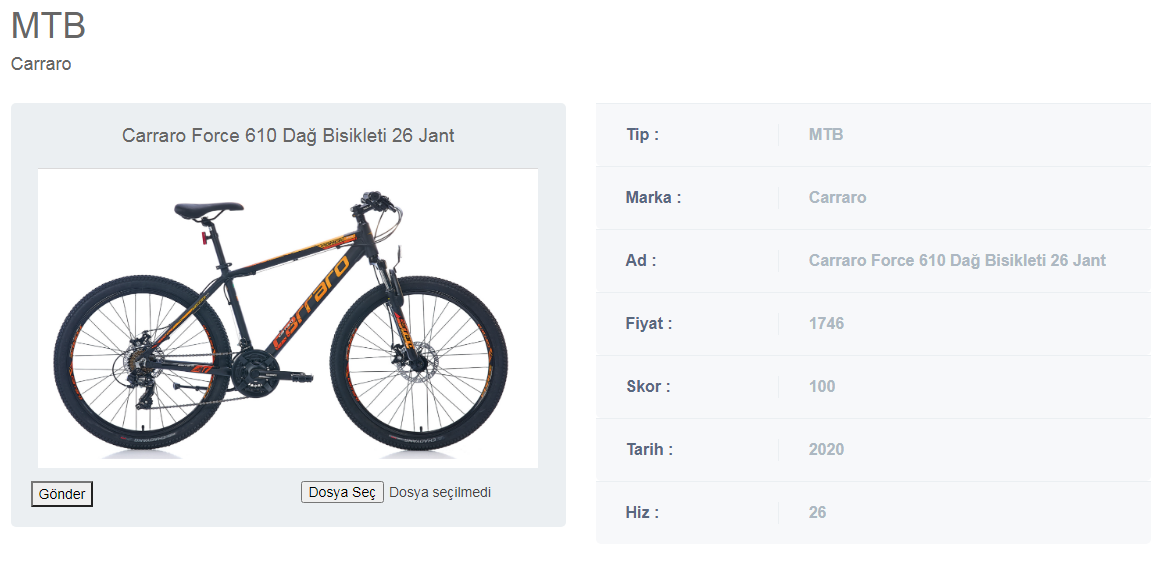 MTB
Carraro
Carraro Force 610 Dağ Bisikleti 26 Jant
Carraro
Gönder
Dosya Seç Dosya seçilmedi
Tip : MTB
Marka : Carraro
Ad : Carraro Force 610 Dağ Bisikleti 26 Jant
Fiyat : 1746
Skor : 100
Tarih : 2020
Hiz : 26